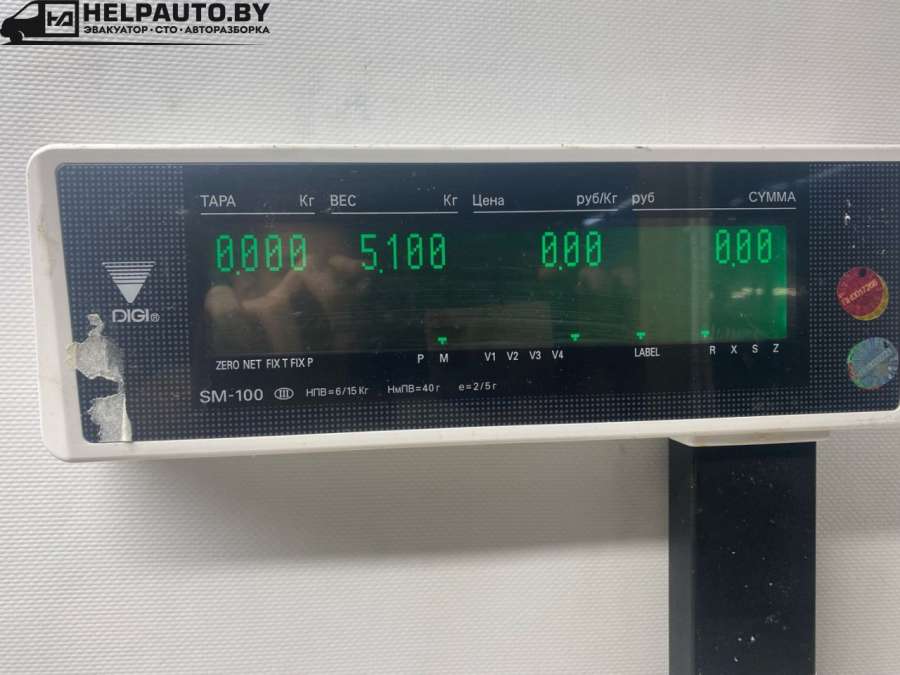 HELPAUTO.BY
ЭВАКУАТОР • СТО • АВТОРАЗБОРКА
ТАРА Кг ВЕС Кг Цена руб/Кг руб СУММА
0.000 5.100 0.00 0.00
DIGI®
ZERO NET FIX T FIX P P M V1 V2 V3 V4 LABEL R X S Z
SM-100 III НПВ=6/15 Кг НмПВ=40 г e=2/5 г